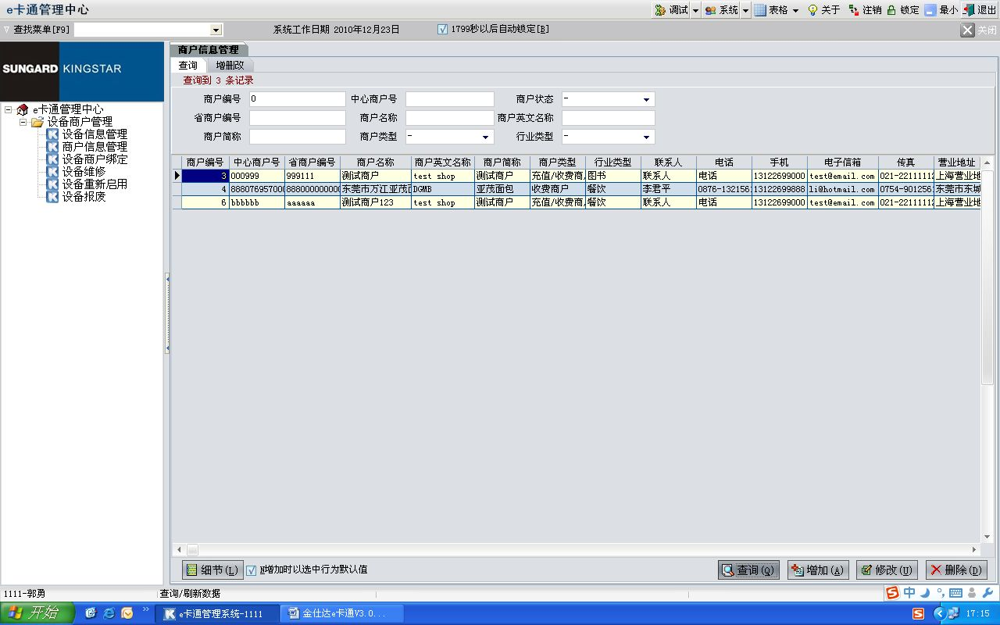 e卡通管理中心 调试 系统 表格 关于 注销 锁定 最小 退出
查找菜单[F9] 系统工作日期 2010年12月23日 1799秒以后自动锁定[B] 关闭
SUNGARD KINGSTAR
e卡通管理中心
设备商户管理
设备信息管理
商户信息管理
设备商户绑定
设备维修
设备重新启用
设备报废
商户信息管理
查询 增册改
查询到 3 条记录
商户编号 0 中心商户号 商户状态 -
省商户编号 商户名称 商户英文名称
商户简称 商户类型 - 行业类型 -
商户编号 中心商户号 省商户编号 商户名称 商户英文名称 商户简称 商户类型 行业类型 联系人 电话 手机 电子信箱 传真 营业地址
3 000999 999111 测试商户 test shop 测试商户 充值/收费商 图书 联系人 电话 13122699000 test@email.com 021-22111112 上海营业地
4 88807695700 88800000000 东莞市万江亚茂 DGMB 亚茂面包 收费商户 餐饮 李君平 0876-132156 13122699888 li@hotmail.com 0754-901256 东莞市东城
6 bbbbbb aaaaaa 测试商户123 test shop 测试商户 充值/收费商 餐饮 联系人 电话 13122699000 test@email.com 021-22111112 上海营业地
细节(L) N增加时以选中行为默认值 查询(Q) 增加(A) 修改(U) 删除(D)
1111-郭勇 查询/刷新数据 中
开始 e卡通管理系统-1111 金仕达e卡通V3.0... 17:15